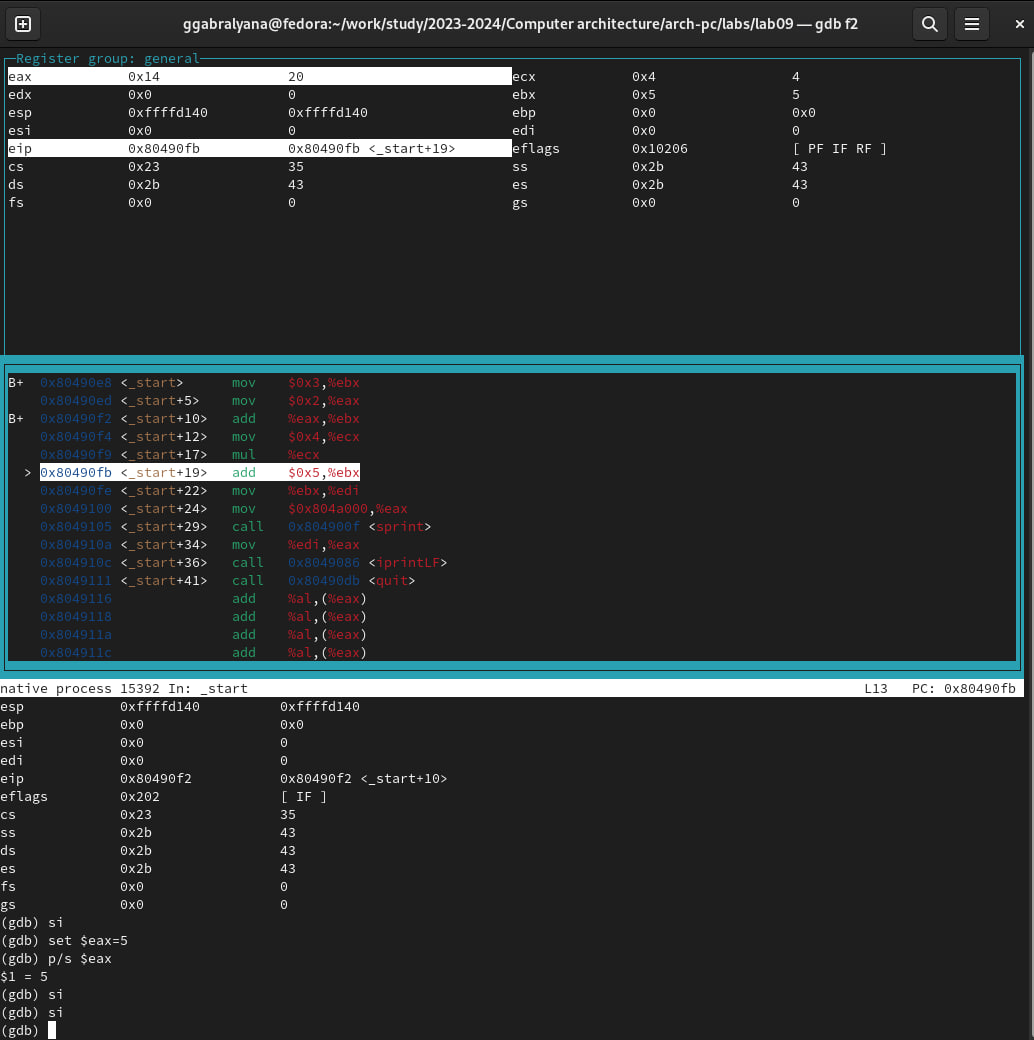 ggabralyana@fedora:~/work/study/2023-2024/Computer architecture/arch-pc/labs/lab09 — gdb f2
Register group: general
eax 0x14 20 ecx 0x4 4
edx 0x0 0 ebx 0x5 5
esp 0xffffd140 0xffffd140 ebp 0x0 0x0
esi 0x0 0 edi 0x0 0
eip 0x80490fb 0x80490fb <_start+19> eflags 0x10206 [ PF IF RF ]
cs 0x23 35 ss 0x2b 43
ds 0x2b 43 es 0x2b 43
fs 0x0 0 gs 0x0 0
B+ 0x80490e8 <_start> mov $0x3,%ebx
0x80490ed <_start+5> mov $0x2,%eax
B+ 0x80490f2 <_start+10> add %eax,%ebx
0x80490f4 <_start+12> mov $0x4,%ecx
0x80490f9 <_start+17> mul %ecx
> 0x80490fb <_start+19> add $0x5,%ebx
0x80490fe <_start+22> mov %ebx,%edi
0x8049100 <_start+24> mov $0x804a000,%eax
0x8049105 <_start+29> call 0x804900f <sprint>
0x804910a <_start+34> mov %edi,%eax
0x804910c <_start+36> call 0x8049086 <iprintLF>
0x8049111 <_start+41> call 0x80490db <quit>
0x8049116 add %al,(%eax)
0x8049118 add %al,(%eax)
0x804911a add %al,(%eax)
0x804911c add %al,(%eax)
native process 15392 In: _start L13 PC: 0x80490fb
esp 0xffffd140 0xffffd140
ebp 0x0 0x0
esi 0x0 0
edi 0x0 0
eip 0x80490f2 0x80490f2 <_start+10>
eflags 0x202 [ IF ]
cs 0x23 35
ss 0x2b 43
ds 0x2b 43
es 0x2b 43
fs 0x0 0
gs 0x0 0
(gdb) si
(gdb) set $eax=5
(gdb) p/s $eax
$1 = 5
(gdb) si
(gdb) si
(gdb)